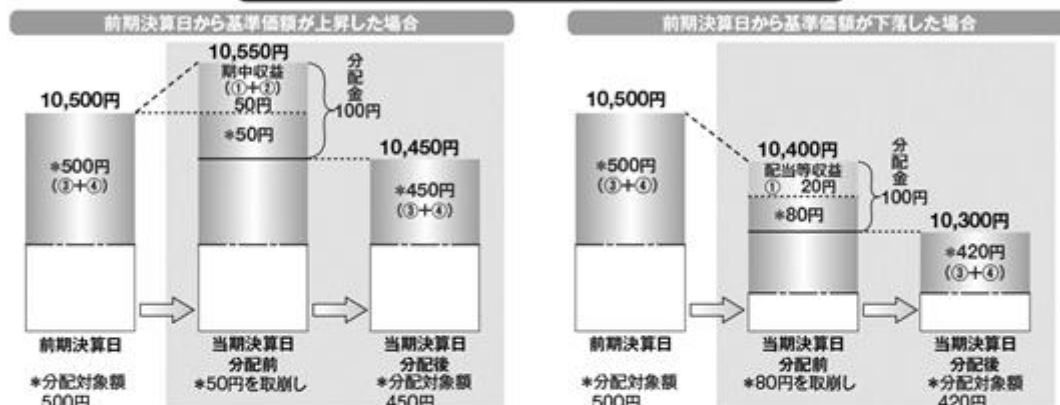 前期決算日から基準価額が上昇した場合
10,550円
期中収益
(①+②)
50円
*50円
分配金
100円
10,500円
*500円
(③+④)
10,450円
*450円
(③+④)
前期決算日
当期決算日
分配前
当期決算日
分配後
*分配対象額
500円
*50円を取崩し
*分配対象額
450円
前期決算日から基準価額が下落した場合
10,500円
*500円
(③+④)
10,400円
配当等収益
① 20円
*80円
分配金
100円
10,300円
*420円
(③+④)
前期決算日
当期決算日
分配前
当期決算日
分配後
*分配対象額
500円
*80円を取崩し
*分配対象額
420円